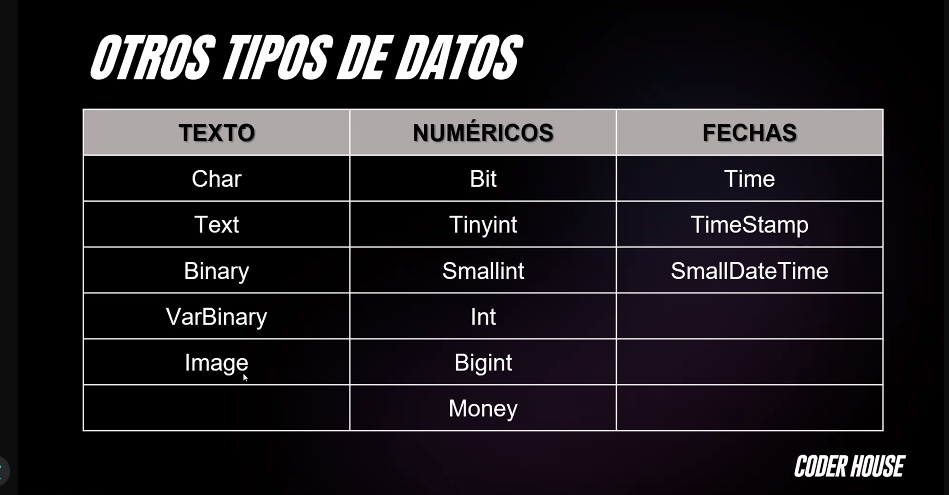 OTROS TIPOS DE DATOS
TEXTO NUMÉRICOS FECHAS
Char Bit Time
Text Tinyint TimeStamp
Binary Smallint SmallDateTime
VarBinary Int
Image Bigint
Money
CODER HOUSE